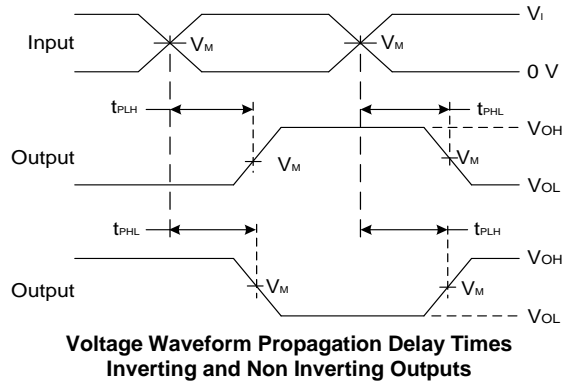 VI
Input VM VM
0 V
tPLH tPHL
VOH
Output VM VM
VOL
tPHL tPLH
VOH
Output VM VM
VOL
Voltage Waveform Propagation Delay Times
Inverting and Non Inverting Outputs